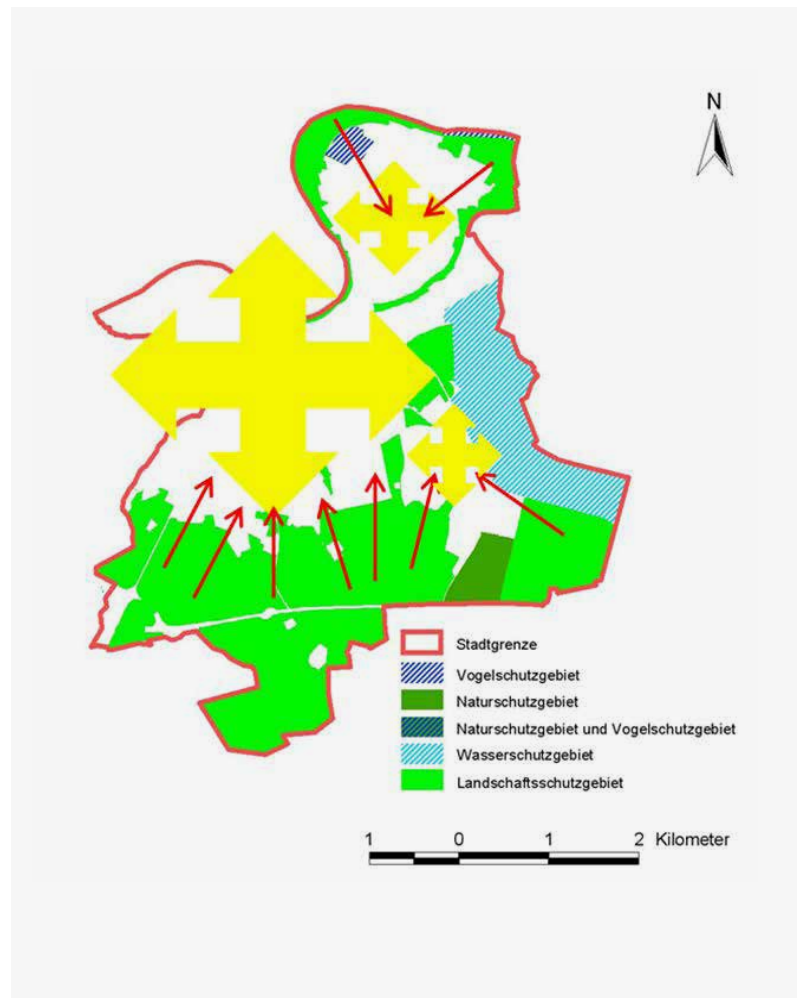 N
Stadtgrenze
Vogelschutzgebiet
Naturschutzgebiet
Naturschutzgebiet und Vogelschutzgebiet
Wasserschutzgebiet
Landschaftsschutzgebiet
1 0 1 2 Kilometer